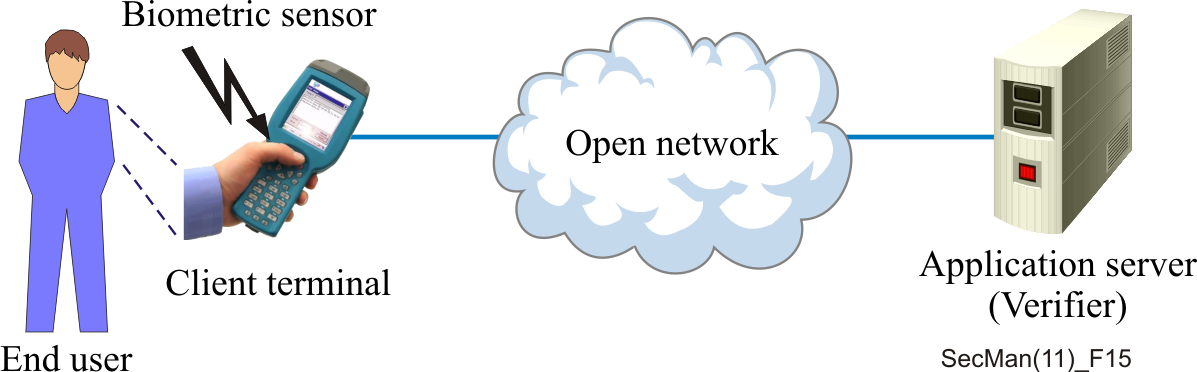 Biometric sensor
Open network
Client terminal
Application server
(Verifier)
End user
SecMan(11)_F15